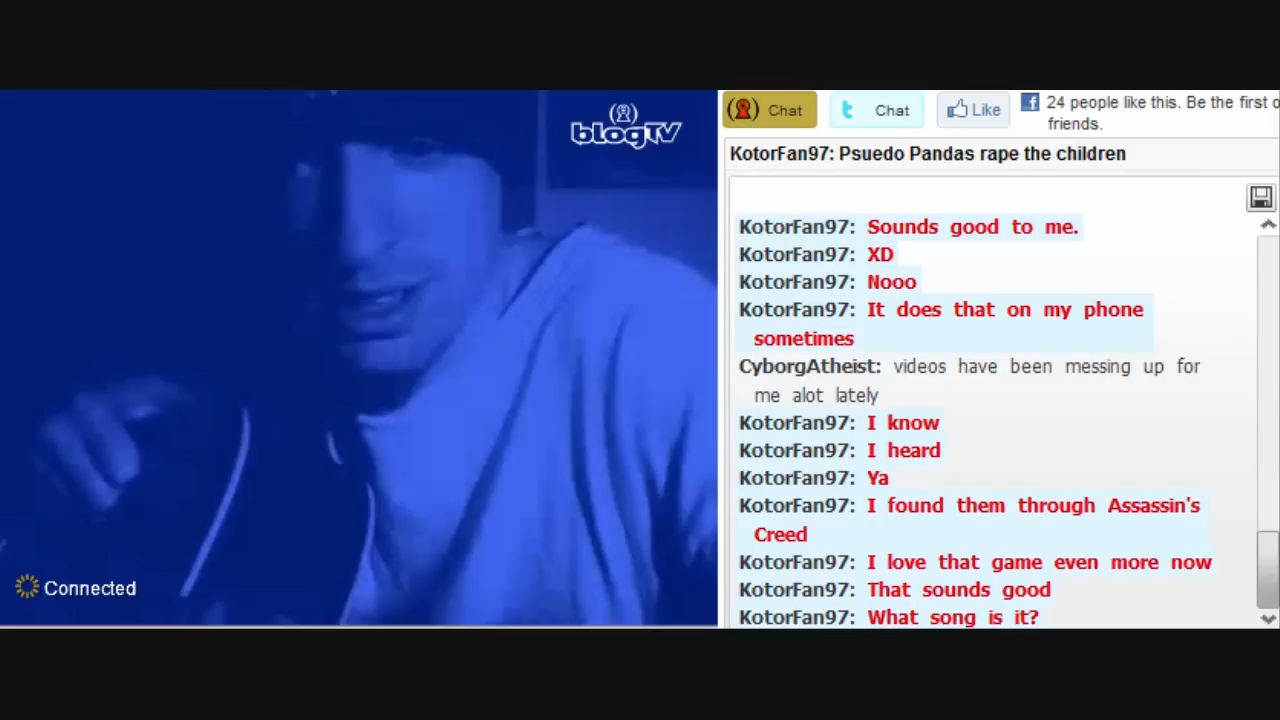 blogTV
Connected
Chat
Chat
Like
24 people like this. Be the first o
friends.
KotorFan97: Psuedo Pandas rape the children
KotorFan97: Sounds good to me.
KotorFan97: XD
KotorFan97: Nooo
KotorFan97: It does that on my phone
sometimes
CyborgAtheist: videos have been messing up for
me alot lately
KotorFan97: I know
KotorFan97: I heard
KotorFan97: Ya
KotorFan97: I found them through Assassin's
Creed
KotorFan97: I love that game even more now
KotorFan97: That sounds good
KotorFan97: What song is it?